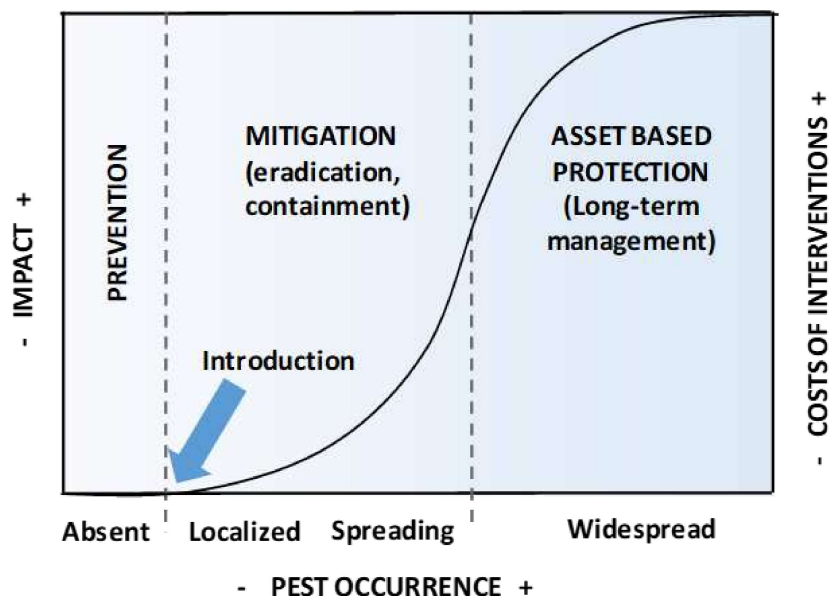 MITIGATION
(eradication,
containment)
ASSET BASED
PROTECTION
(Long-term
management)
PREVENTION
- IMPACT +
- COSTS OF INTERVENTIONS +
Introduction
Absent Localized Spreading Widespread
- PEST OCCURRENCE +